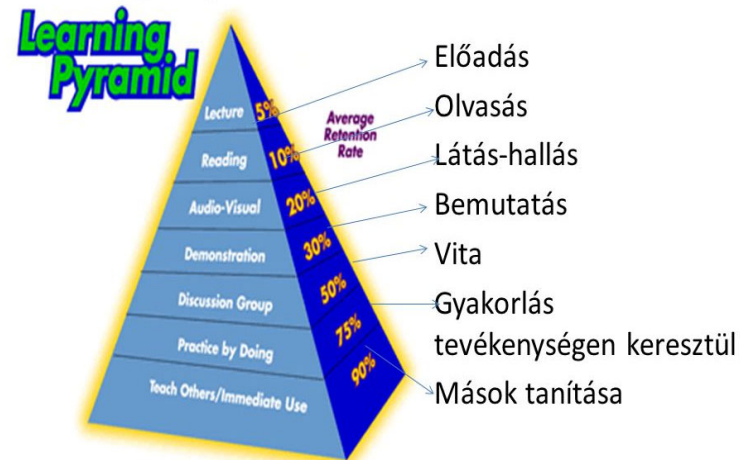 Learning
Pyramid
Lecture 5%
Reading 10%
Audio-Visual 20%
Demonstration 30%
Discussion Group 50%
Practice by Doing 75%
Teach Others/Immediate Use 90%
Average
Retention
Rate
Előadás
Olvasás
Látás-hallás
Bemutatás
Vita
Gyakorlás
tevékenységen keresztül
Mások tanítása